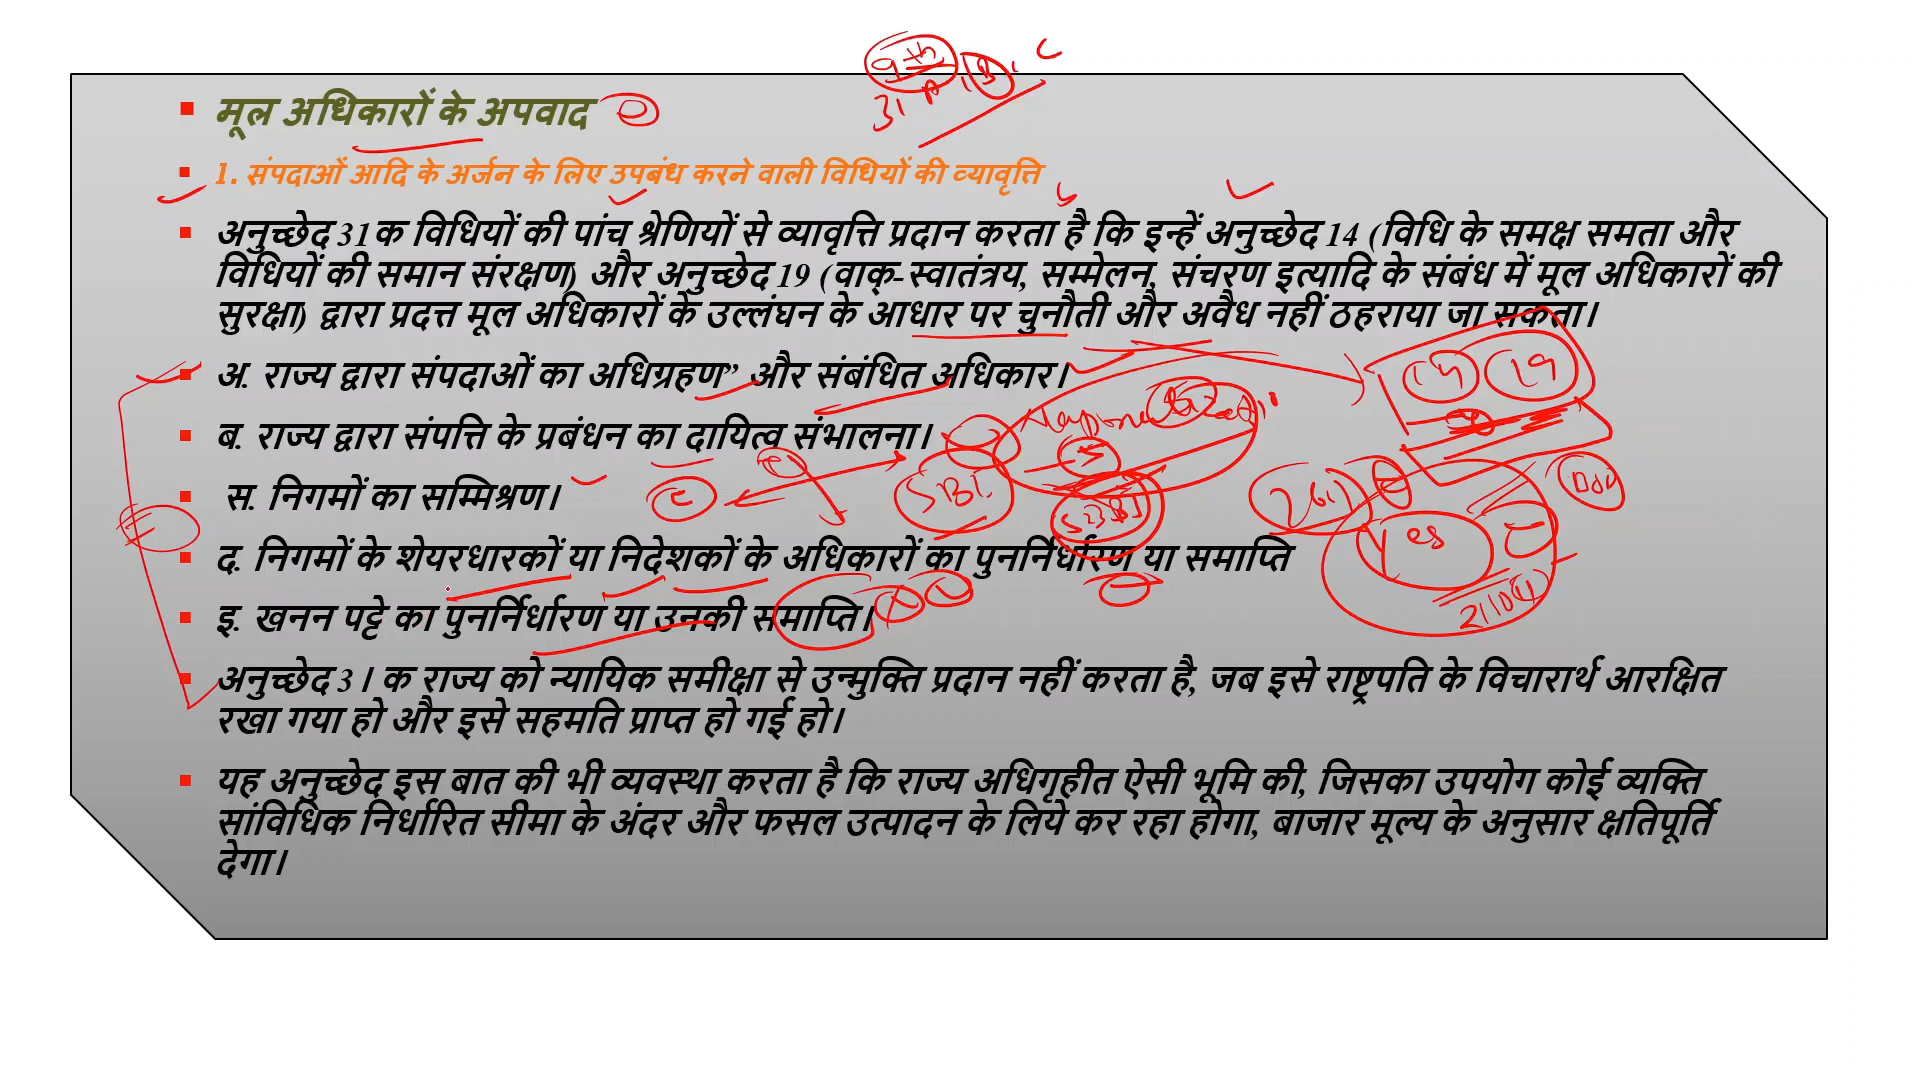 9th
31 A, B, C
मूल अधिकारों के अपवाद
1. संपदाओं आदि के अर्जन के लिए उपबंध करने वाली विधियों की व्यावृत्ति
अनुच्छेद 31क विधियों की पांच श्रेणियों से व्यावृत्ति प्रदान करता है कि इन्हें अनुच्छेद 14 (विधि के समक्ष समता और
विधियों की समान संरक्षण) और अनुच्छेद 19 (वाक्-स्वातंत्रय, सम्मेलन, संचरण इत्यादि के संबंध में मूल अधिकारों की
सुरक्षा) द्वारा प्रदत्त मूल अधिकारों के उल्लंघन के आधार पर चुनौती और अवैध नहीं ठहराया जा सकता।
14 19
अ. राज्य द्वारा संपदाओं का अधिग्रहण” और संबंधित अधिकार।
ब. राज्य द्वारा संपत्ति के प्रबंधन का दायित्व संभालना।
स. निगमों का सम्मिश्रण।
SBI
yes
द. निगमों के शेयरधारकों या निदेशकों के अधिकारों का पुनर्निर्धारण या समाप्ति
इ. खनन पट्टे का पुनर्निर्धारण या उनकी समाप्ति।
अनुच्छेद 3। क राज्य को न्यायिक समीक्षा से उन्मुक्ति प्रदान नहीं करता है, जब इसे राष्ट्रपति के विचारार्थ आरक्षित
रखा गया हो और इसे सहमति प्राप्त हो गई हो।
यह अनुच्छेद इस बात की भी व्यवस्था करता है कि राज्य अधिगृहीत ऐसी भूमि की, जिसका उपयोग कोई व्यक्ति
सांविधिक निर्धारित सीमा के अंदर और फसल उत्पादन के लिये कर रहा होगा, बाजार मूल्य के अनुसार क्षतिपूर्ति
देगा।